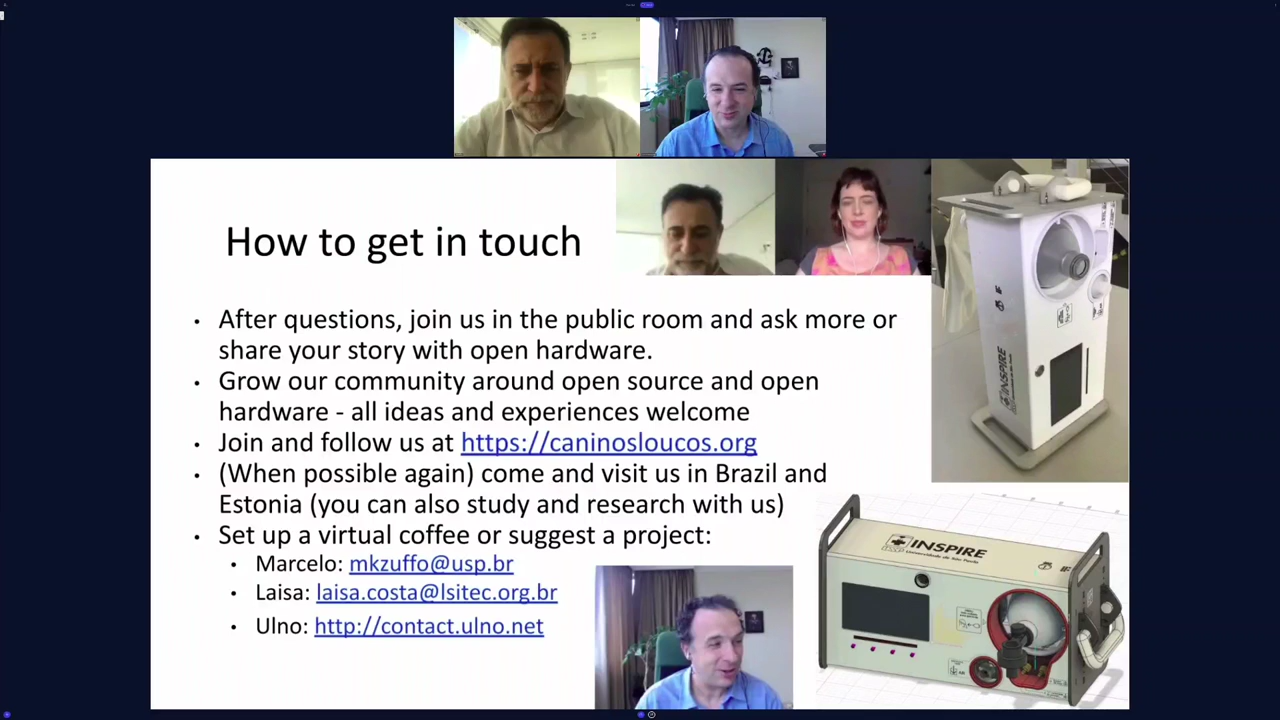 How to get in touch
• After questions, join us in the public room and ask more or
share your story with open hardware.
• Grow our community around open source and open
hardware - all ideas and experiences welcome
• Join and follow us at https://caninosloucos.org
• (When possible again) come and visit us in Brazil and
Estonia (you can also study and research with us)
• Set up a virtual coffee or suggest a project:
• Marcelo: mkzuffo@usp.br
• Laisa: laisa.costa@lsitec.org.br
• Ulno: http://contact.ulno.net
INSPIRE
INSPIRE
Universidade de São Paulo